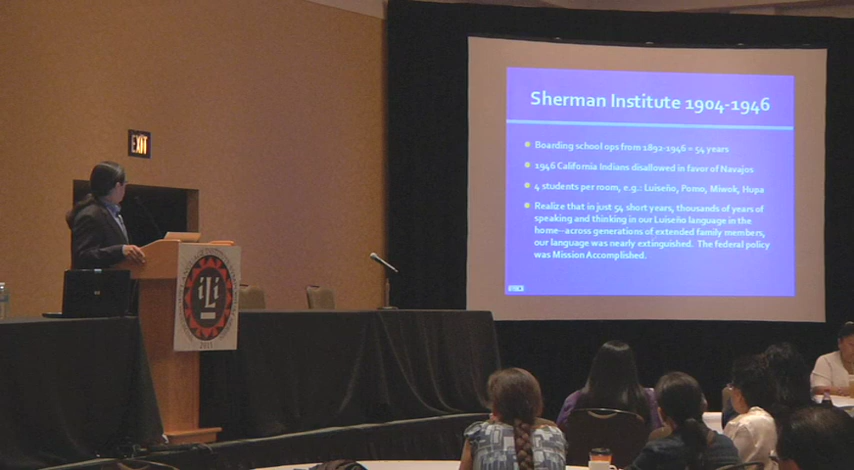 EXIT
Sherman Institute 1904-1946
Boarding school ops from 1892-1946 = 54 years
1946 California Indians disallowed in favor of Navajos
4 students per room, e.g.: Luiseño, Pomo, Miwok, Hupa
Realize that in just 54 short years, thousands of years of
speaking and thinking in our Luiseño language in the
home--across generations of extended family members,
our language was nearly extinguished. The federal policy
was Mission Accomplished.
iLi
2011